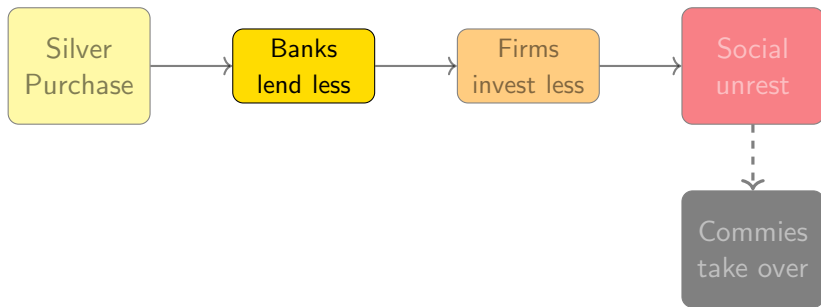 Silver
Purchase
Banks
lend less
Firms
invest less
Social
unrest
Commies
take over